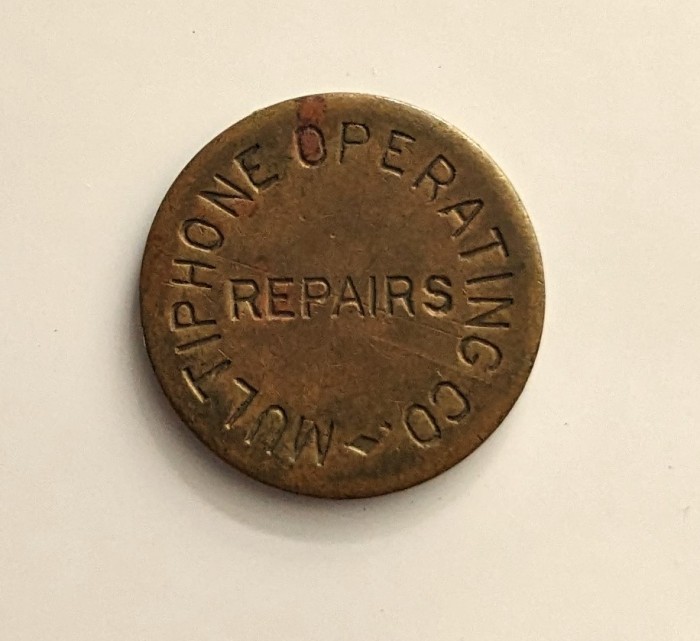 MULTIPHONE OPERATING CO
REPAIRS